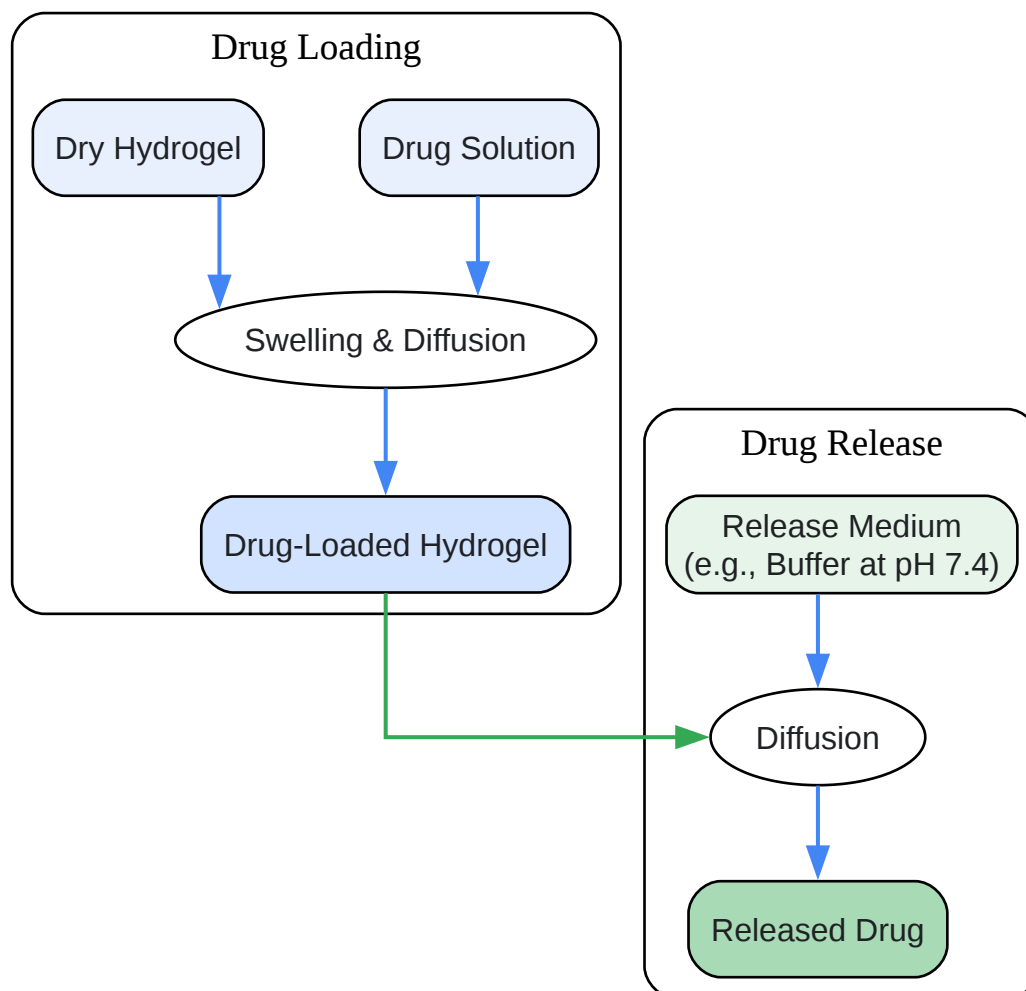 Drug Loading
Dry Hydrogel
Drug Solution
Swelling & Diffusion
Drug-Loaded Hydrogel
Drug Release
Release Medium
(e.g., Buffer at pH 7.4)
Diffusion
Released Drug